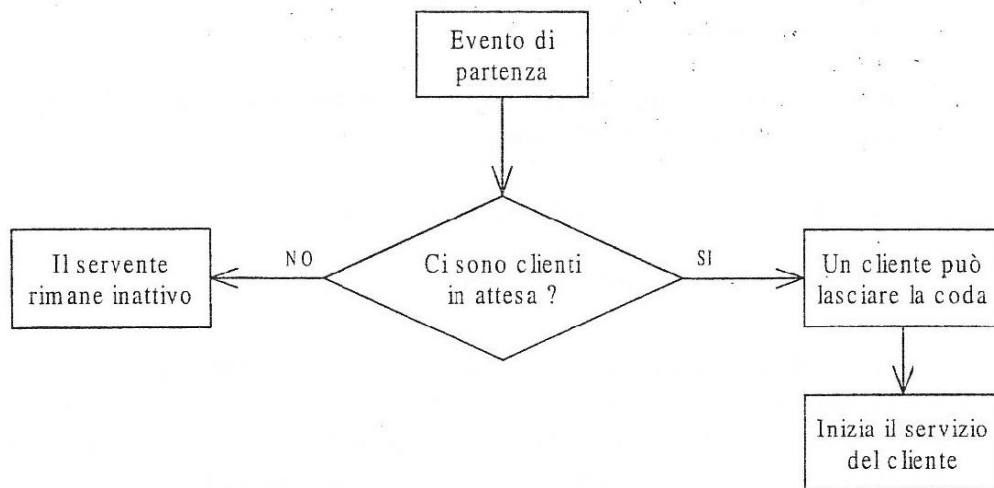 Evento di
partenza
Il servente
rimane inattivo
NO
Ci sono clienti
in attesa ?
SI
Un cliente può
lasciare la coda
Inizia il servizio
del cliente